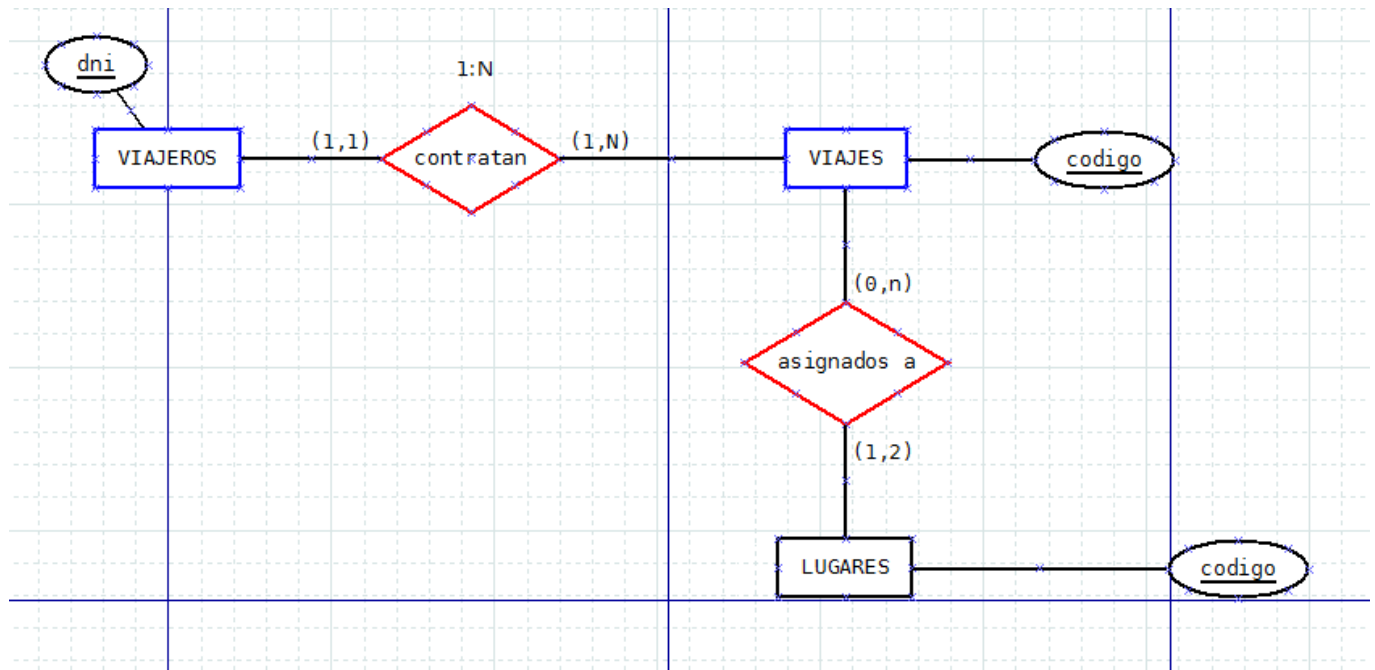 dni
1:N
VIAJEROS
(1,1)
contratan
(1,N)
VIAJES
codigo
(0,n)
asignados a
(1,2)
LUGARES
codigo